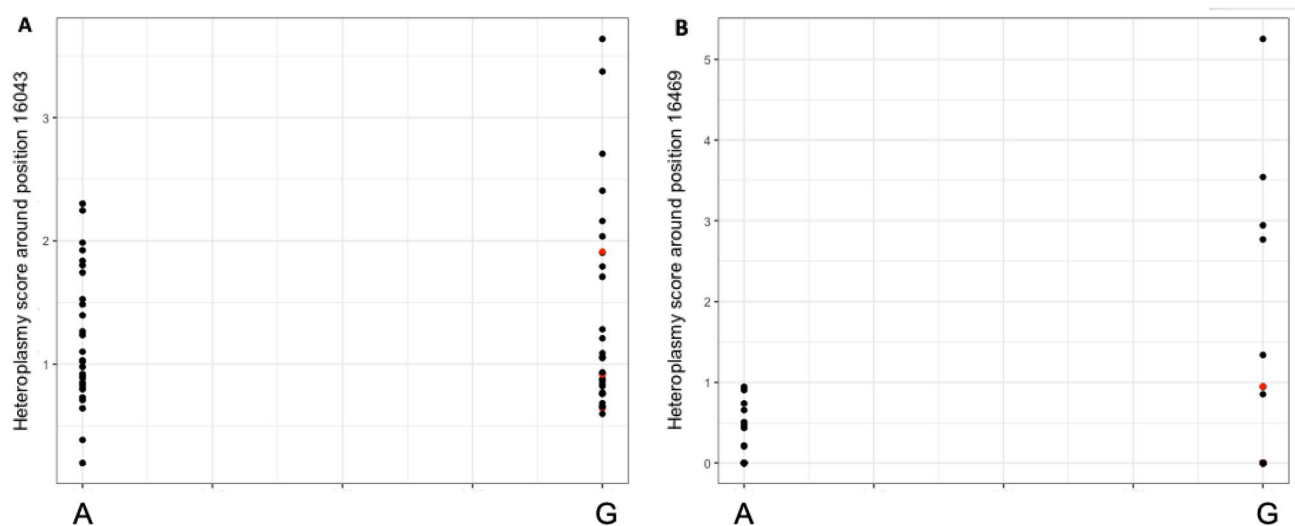 A
Heteroplasmy score around position 16043
3
2
1
A
G
B
Heteroplasmy score around position 16469
5
4
3
2
1
0
A
G